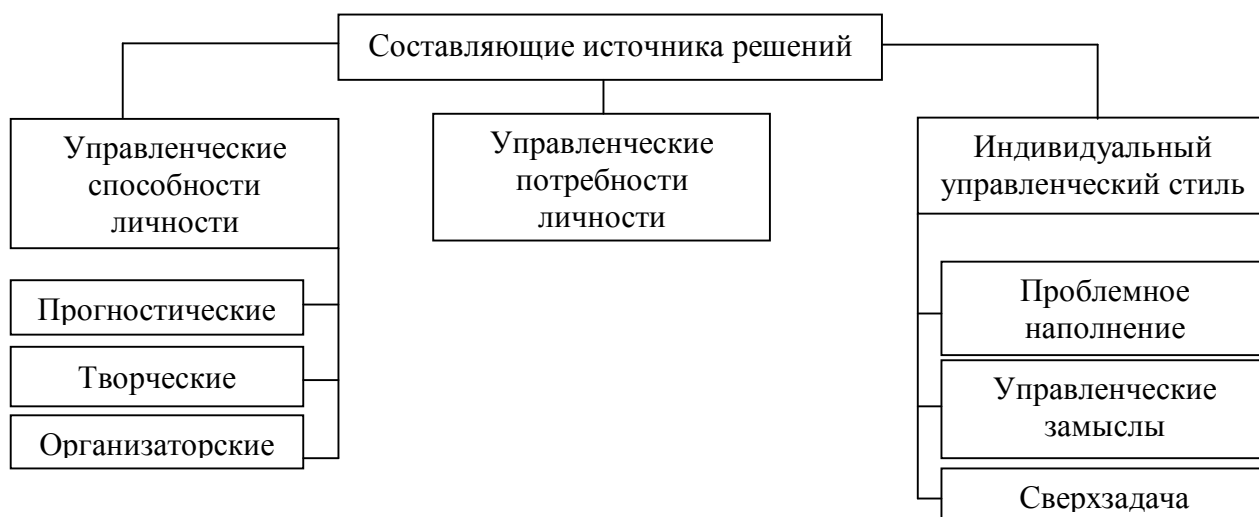 Составляющие источника решений
Управленческие
способности
личности
Прогностические
Творческие
Организаторские
Управленческие
потребности
личности
Индивидуальный
управленческий стиль
Проблемное
наполнение
Управленческие
замыслы
Сверхзадача